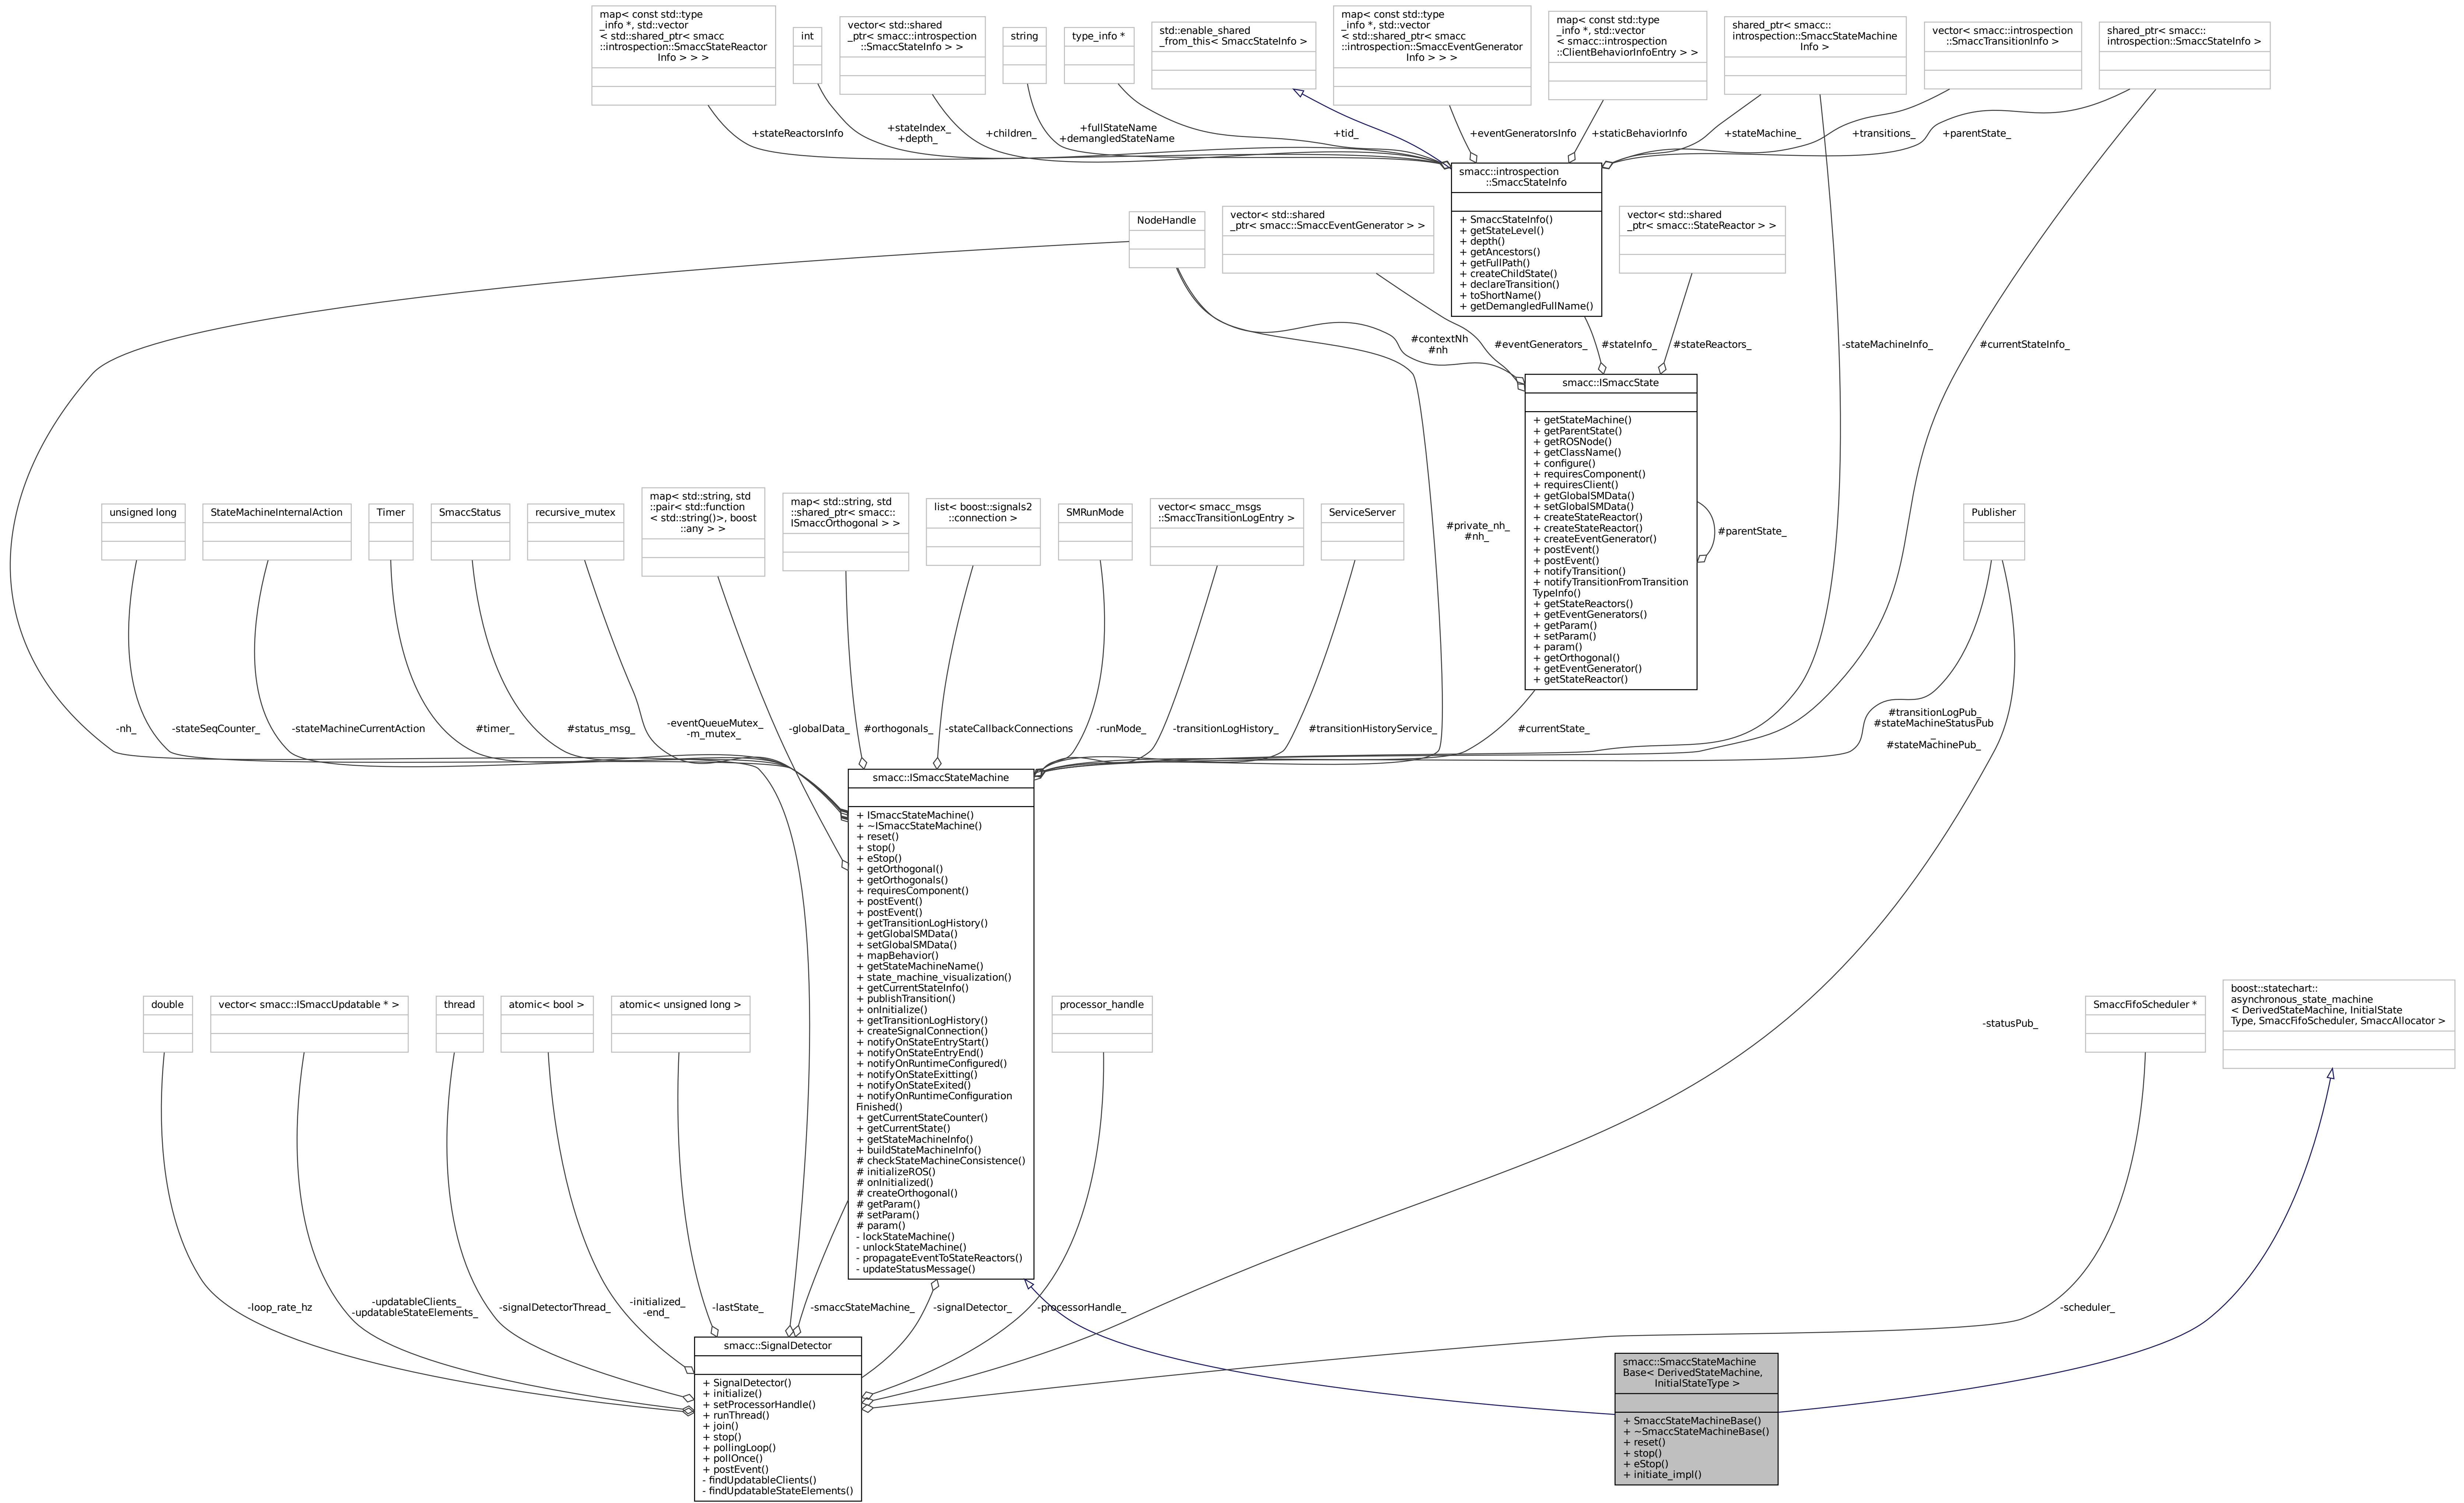 map< const std::type
_info *, std::vector
< std::shared_ptr< smacc
::introspection::SmaccStateReactor
Info > > >
int
vector< std::shared
_ptr< smacc::introspection
::SmaccStateInfo > >
string
type_info *
std::enable_shared
_from_this< SmaccStateInfo >
map< const std::type
_info *, std::vector
< std::shared_ptr< smacc
::introspection::SmaccEventGenerator
Info > > >
map< const std::type
_info *, std::vector
< smacc::introspection
::ClientBehaviorInfoEntry > >
shared_ptr< smacc::
introspection::SmaccStateMachine
Info >
vector< smacc::introspection
::SmaccTransitionInfo >
shared_ptr< smacc::
introspection::SmaccStateInfo >
+stateReactorsInfo
+stateIndex_
+depth_
+children_
+fullStateName
+demangledStateName
+tid_
+eventGeneratorsInfo
+staticBehaviorInfo
+stateMachine_
+transitions_
+parentState_
smacc::introspection
::SmaccStateInfo
+ SmaccStateInfo()
+ getStateLevel()
+ depth()
+ getAncestors()
+ getFullPath()
+ createChildState()
+ declareTransition()
+ toShortName()
+ getDemangledFullName()
NodeHandle
vector< std::shared
_ptr< smacc::SmaccEventGenerator > >
vector< std::shared
_ptr< smacc::StateReactor > >
#contextNh
#nh
#eventGenerators_
#stateInfo_
#stateReactors_
-stateMachineInfo_
#currentStateInfo_
smacc::ISmaccState
+ getStateMachine()
+ getParentState()
+ getROSNode()
+ getClassName()
+ configure()
+ requiresComponent()
+ requiresClient()
+ getGlobalSMData()
+ setGlobalSMData()
+ createStateReactor()
+ createStateReactor()
+ createEventGenerator()
+ postEvent()
+ postEvent()
+ notifyTransition()
+ notifyTransitionFromTransition
TypeInfo()
+ getStateReactors()
+ getEventGenerators()
+ getParam()
+ setParam()
+ param()
+ getOrthogonal()
+ getEventGenerator()
+ getStateReactor()
#parentState_
unsigned long
StateMachineInternalAction
Timer
SmaccStatus
recursive_mutex
map< std::string, std
::pair< std::function
< std::string()>, boost
::any > >
map< std::string, std
::shared_ptr< smacc::
ISmaccOrthogonal > >
list< boost::signals2
::connection >
SMRunMode
vector< smacc_msgs
::SmaccTransitionLogEntry >
ServiceServer
#private_nh_
#nh_
Publisher
-nh_
-stateSeqCounter_
-stateMachineCurrentAction
#timer_
#status_msg_
-eventQueueMutex_
-m_mutex_
-globalData_
#orthogonals_
-stateCallbackConnections
-runMode_
-transitionLogHistory_
#transitionHistoryService_
#currentState_
#transitionLogPub_
#stateMachineStatusPub
_
#stateMachinePub_
smacc::ISmaccStateMachine
+ ISmaccStateMachine()
+ ~ISmaccStateMachine()
+ reset()
+ stop()
+ eStop()
+ getOrthogonal()
+ getOrthogonals()
+ requiresComponent()
+ postEvent()
+ postEvent()
+ getTransitionLogHistory()
+ getGlobalSMData()
+ setGlobalSMData()
+ mapBehavior()
+ getStateMachineName()
+ state_machine_visualization()
+ getCurrentStateInfo()
+ publishTransition()
+ onInitialize()
+ getTransitionLogHistory()
+ createSignalConnection()
+ notifyOnStateEntryStart()
+ notifyOnStateEntryEnd()
+ notifyOnRuntimeConfigured()
+ notifyOnStateExitting()
+ notifyOnStateExited()
+ notifyOnRuntimeConfiguration
Finished()
+ getCurrentStateCounter()
+ getCurrentState()
+ getStateMachineInfo()
+ buildStateMachineInfo()
# checkStateMachineConsistence()
# initializeROS()
# onInitialized()
# createOrthogonal()
# getParam()
# setParam()
# param()
- lockStateMachine()
- unlockStateMachine()
- propagateEventToStateReactors()
- updateStatusMessage()
double
vector< smacc::ISmaccUpdatable * >
thread
atomic< bool >
atomic< unsigned long >
processor_handle
-statusPub_
SmaccFifoScheduler *
boost::statechart::
asynchronous_state_machine
< DerivedStateMachine, InitialState
Type, SmaccFifoScheduler, SmaccAllocator >
-loop_rate_hz
-updatableClients_
-updatableStateElements_
-signalDetectorThread_
-initialized_
-end_
-lastState_
-smaccStateMachine_
-signalDetector_
-processorHandle_
-scheduler_
smacc::SignalDetector
+ SignalDetector()
+ initialize()
+ setProcessorHandle()
+ runThread()
+ join()
+ stop()
+ pollingLoop()
+ pollOnce()
+ postEvent()
- findUpdatableClients()
- findUpdatableStateElements()
smacc::SmaccStateMachine
Base< DerivedStateMachine,
InitialStateType >
+ SmaccStateMachineBase()
+ ~SmaccStateMachineBase()
+ reset()
+ stop()
+ eStop()
+ initiate_impl()